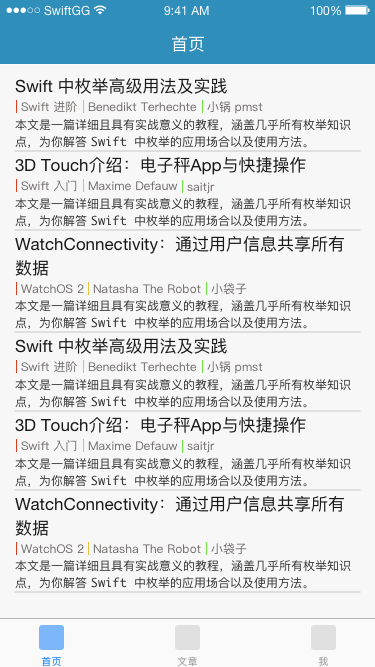 SwiftGG 9:41 AM 100%
首页
Swift 中枚举高级用法及实践
Swift 进阶 Benedikt Terhechte 小锅 pmst
本文是一篇详细且具有实战意义的教程，涵盖几乎所有枚举知识
点，为你解答 Swift 中枚举的应用场合以及使用方法。
3D Touch介绍：电子秤App与快捷操作
Swift 入门 Maxime Defauw saitjr
本文是一篇详细且具有实战意义的教程，涵盖几乎所有枚举知识
点，为你解答 Swift 中枚举的应用场合以及使用方法。
WatchConnectivity：通过用户信息共享所有
数据
WatchOS 2 Natasha The Robot 小袋子
本文是一篇详细且具有实战意义的教程，涵盖几乎所有枚举知识
点，为你解答 Swift 中枚举的应用场合以及使用方法。
Swift 中枚举高级用法及实践
Swift 进阶 Benedikt Terhechte 小锅 pmst
本文是一篇详细且具有实战意义的教程，涵盖几乎所有枚举知识
点，为你解答 Swift 中枚举的应用场合以及使用方法。
3D Touch介绍：电子秤App与快捷操作
Swift 入门 Maxime Defauw saitjr
本文是一篇详细且具有实战意义的教程，涵盖几乎所有枚举知识
点，为你解答 Swift 中枚举的应用场合以及使用方法。
WatchConnectivity：通过用户信息共享所有
数据
WatchOS 2 Natasha The Robot 小袋子
本文是一篇详细且具有实战意义的教程，涵盖几乎所有枚举知识
点，为你解答 Swift 中枚举的应用场合以及使用方法。
首页 文章 我